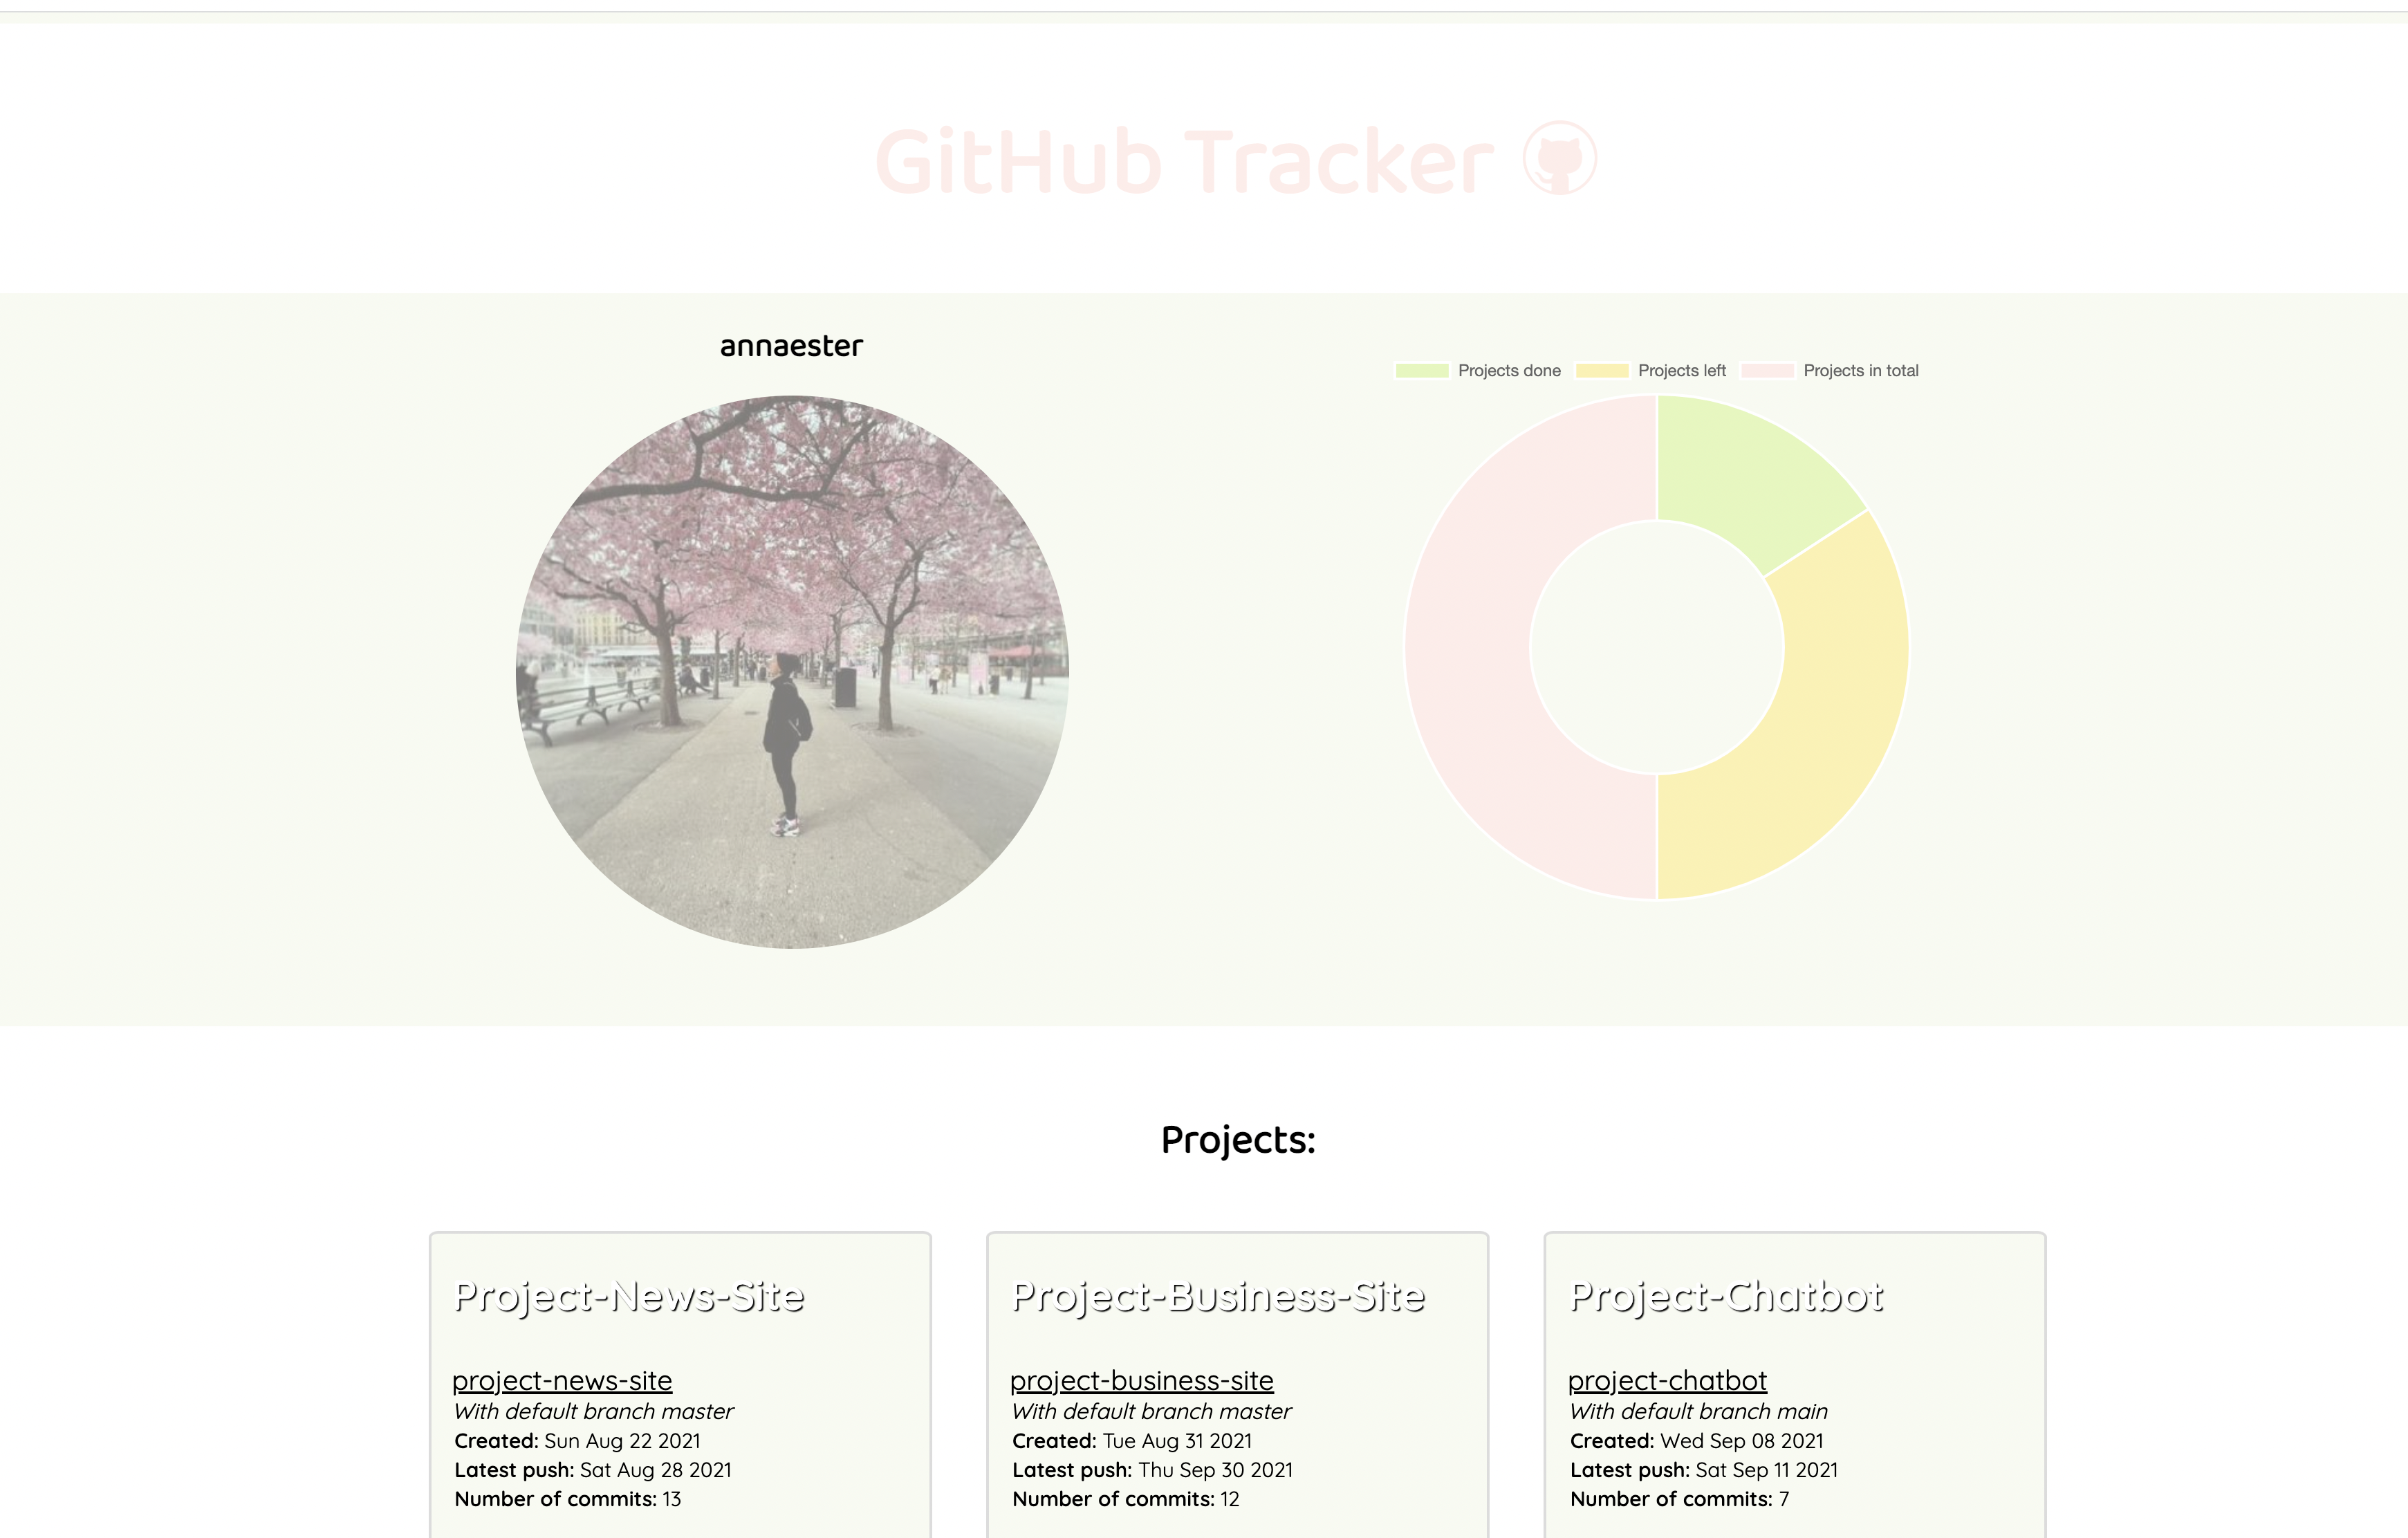 GitHub Tracker
annaester
Projects done Projects left Projects in total
Projects:
Project-News-Site
project-news-site
With default branch master
Created: Sun Aug 22 2021
Latest push: Sat Aug 28 2021
Number of commits: 13
Project-Business-Site
project-business-site
With default branch master
Created: Tue Aug 31 2021
Latest push: Thu Sep 30 2021
Number of commits: 12
Project-Chatbot
project-chatbot
With default branch main
Created: Wed Sep 08 2021
Latest push: Sat Sep 11 2021
Number of commits: 7